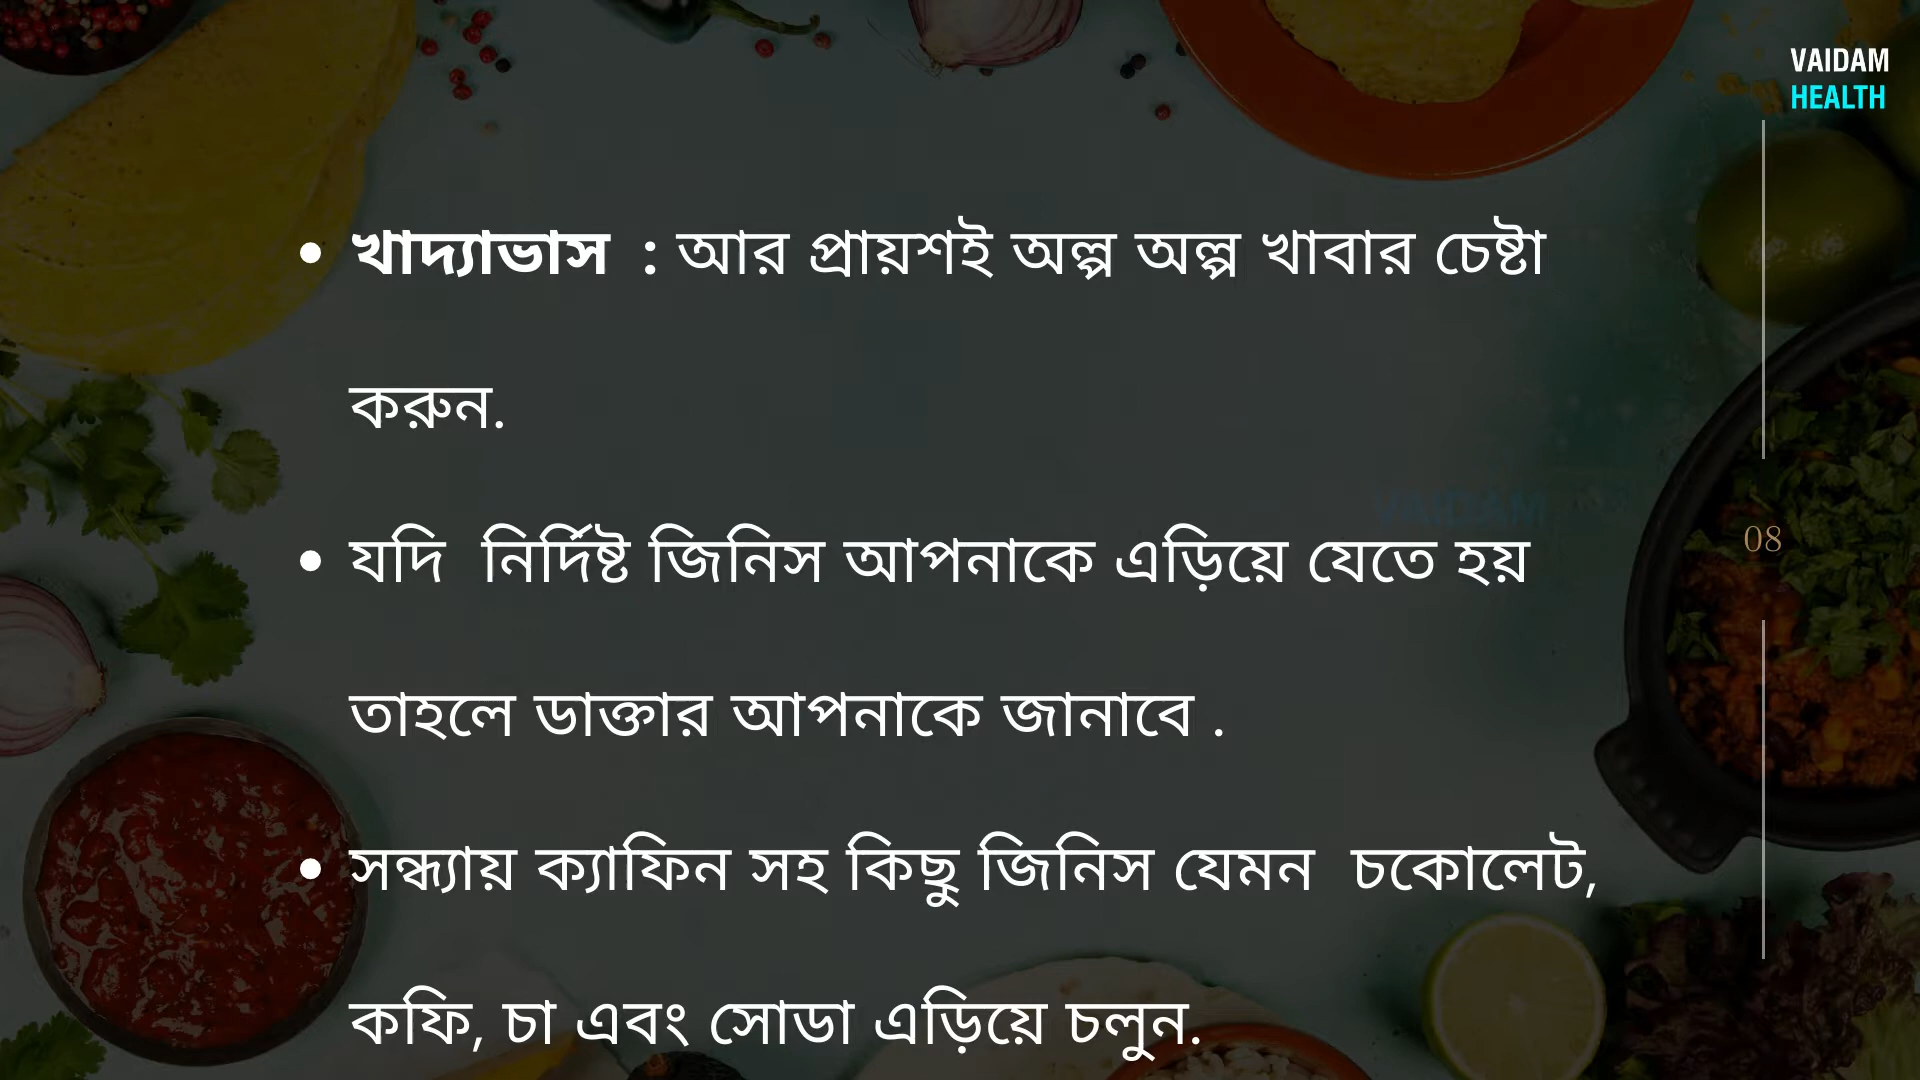 VAIDAM
HEALTH
• খাদ্যাভাস : আর প্রায়শই অল্প অল্প খাবার চেষ্টা
করুন.
• যদি নির্দিষ্ট জিনিস আপনাকে এড়িয়ে যেতে হয়
তাহলে ডাক্তার আপনাকে জানাবে .
• সন্ধ্যায় ক্যাফিন সহ কিছু জিনিস যেমন চকোলেট,
কফি, চা এবং সোডা এড়িয়ে চলুন.
VAIDAM
08